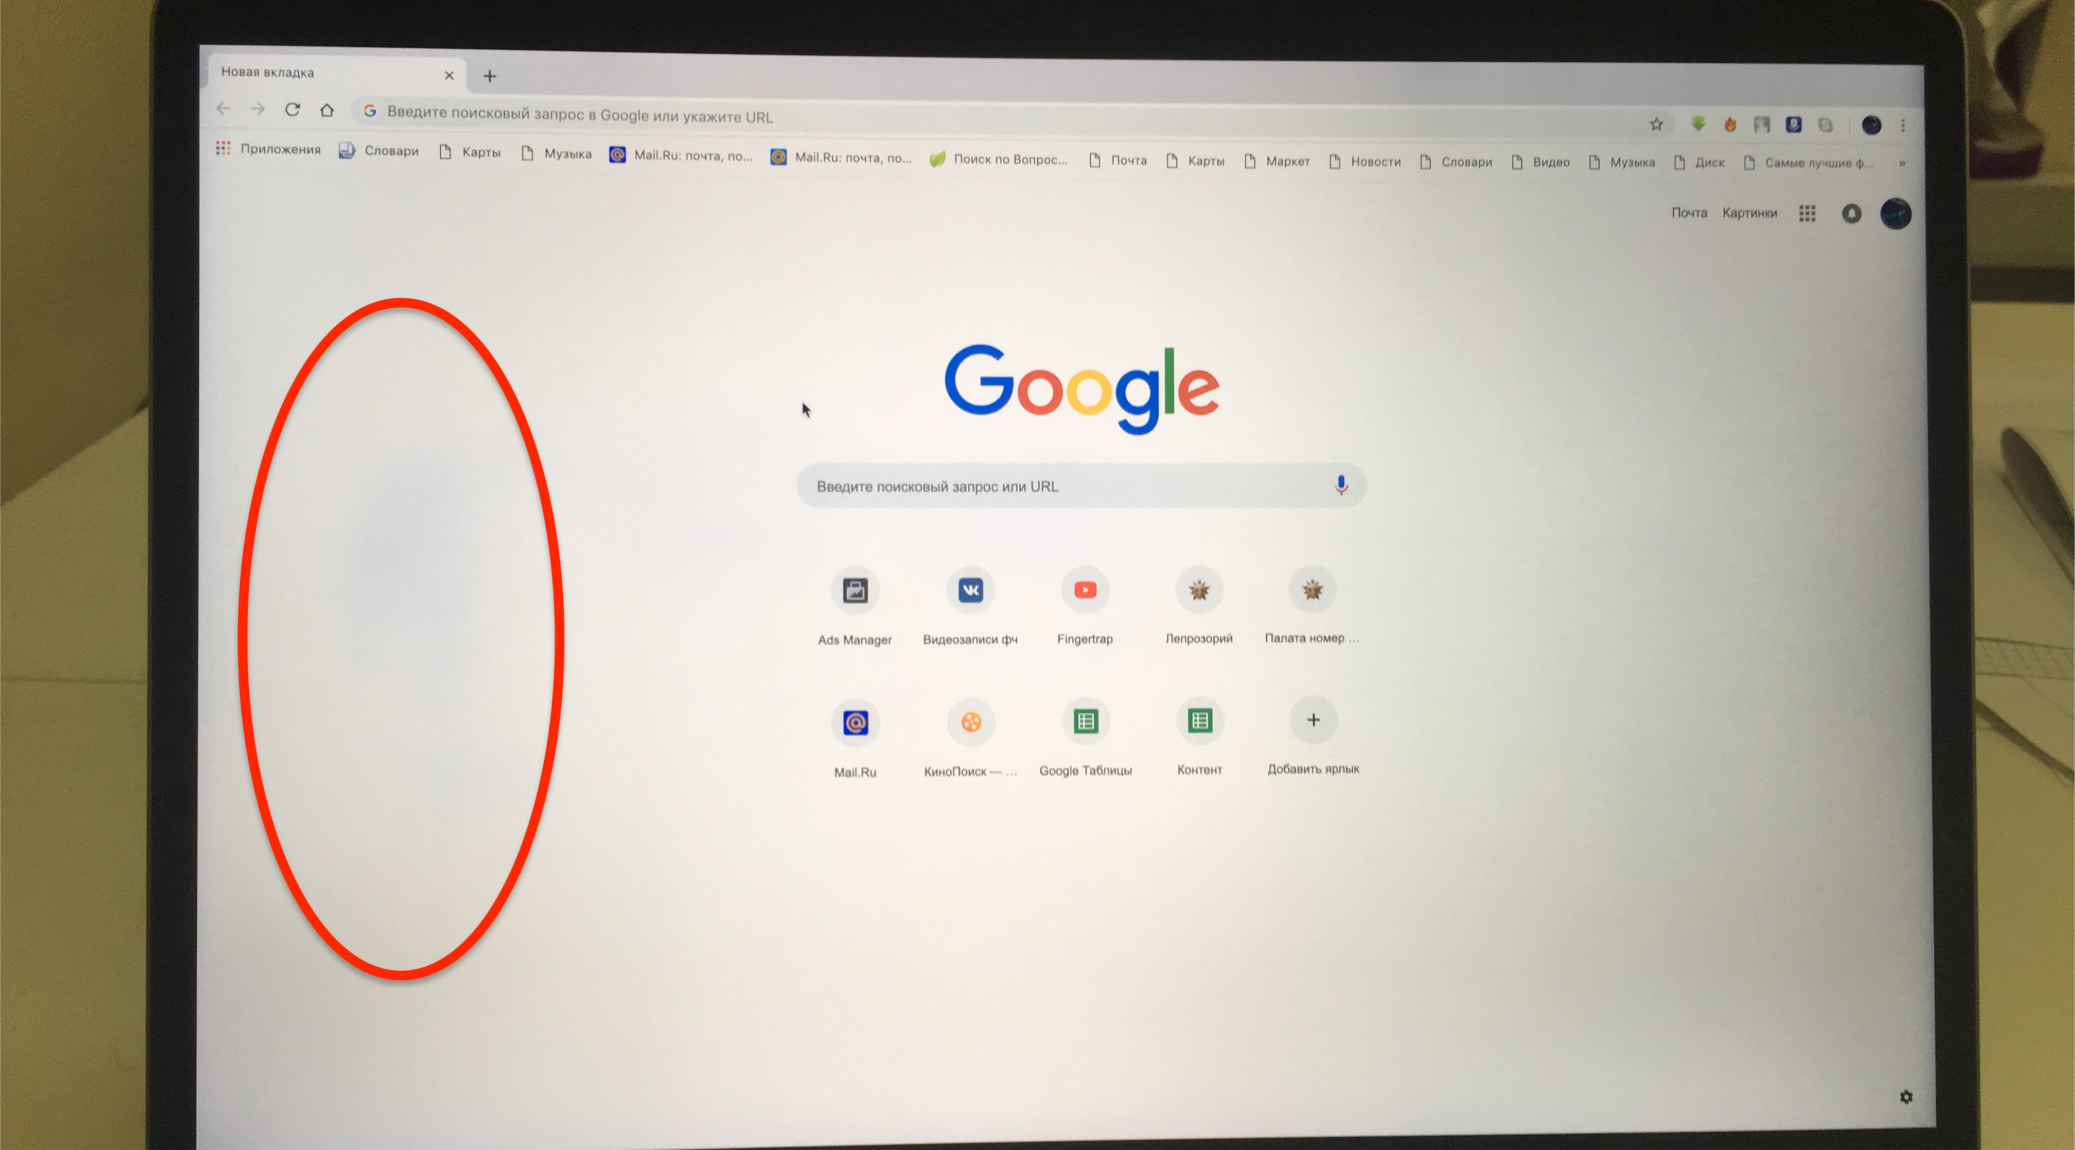 Новая вкладка
Введите поисковый запрос в Google или укажите URL
Приложения Словари Карты Музыка Mail.Ru: почта, по... Mail.Ru: почта, по... Поиск по Вопрос... Почта Карты Маркет Новости Словари Видео Музыка Диск Самые лучшие ф...
Почта Картинки
Google
Введите поисковый запрос или URL
Ads Manager Видеозаписи фч Fingertrap Лепрозорий Палата номер ...
Mail.Ru КиноПоиск — ... Google Таблицы Контент Добавить ярлык